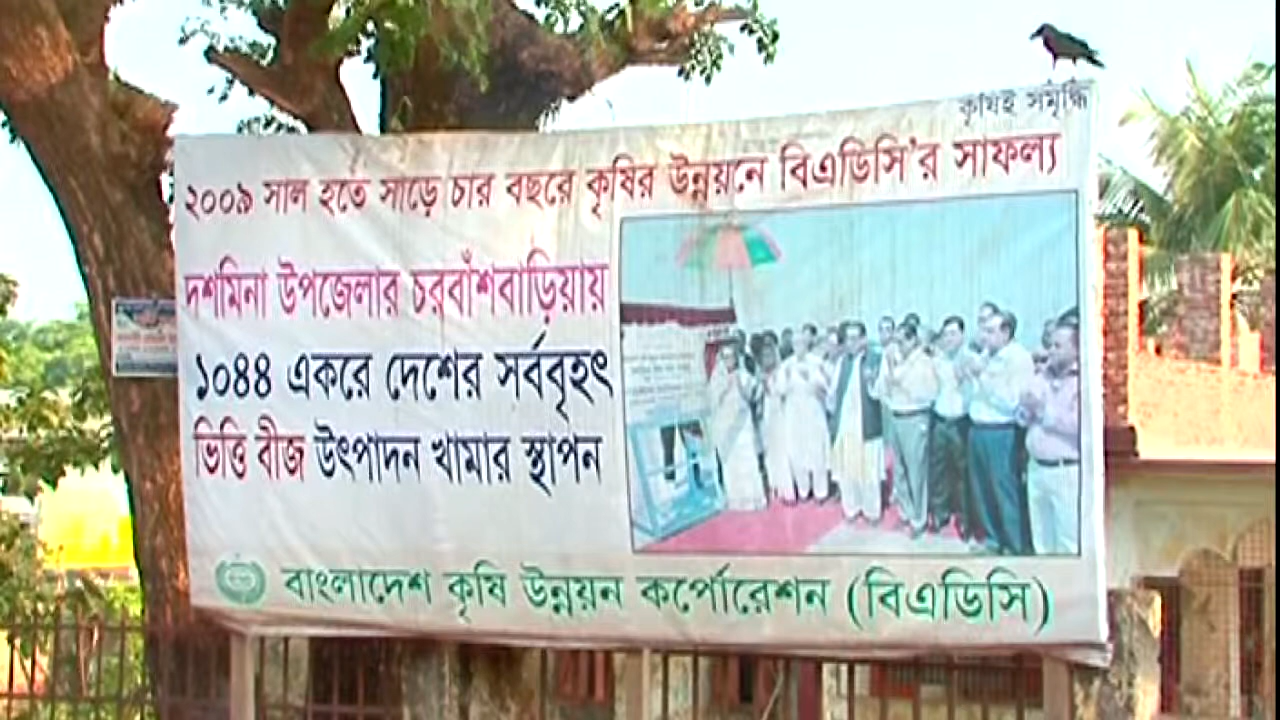 কৃষিই সমৃদ্ধি
২০০৯ সাল হতে সাড়ে চার বছরে কৃষির উন্নয়নে বিএডিসি'র সাফল্য
দশমিনা উপজেলার চরবাঁশবাড়িয়ায়
১০৪৪ একরে দেশের সর্ববৃহৎ
ভিত্তি বীজ উৎপাদন খামার স্থাপন
বাংলাদেশ কৃষি উন্নয়ন কর্পোরেশন (বিএডিসি)